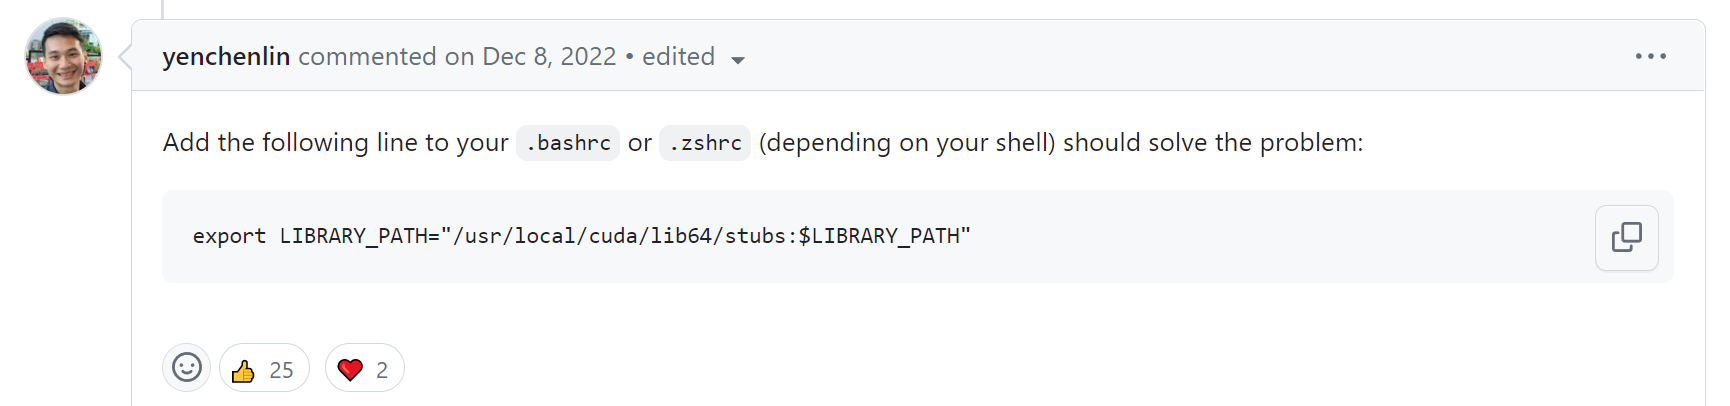 yenchenlin commented on Dec 8, 2022 • edited
Add the following line to your .bashrc or .zshrc (depending on your shell) should solve the problem:
export LIBRARY_PATH="/usr/local/cuda/lib64/stubs:$LIBRARY_PATH"
👍 25 ❤️ 2